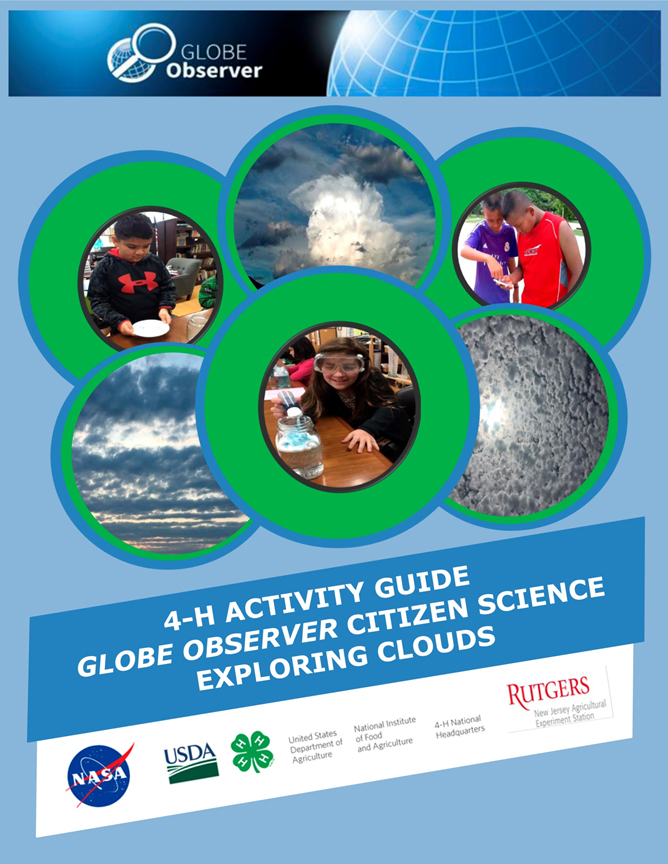 GLOBE
Observer
4-H ACTIVITY GUIDE
GLOBE OBSERVER CITIZEN SCIENCE
EXPLORING CLOUDS
NASA
USDA
H H H H
United States
Department of
Agriculture
National Institute
of Food
and Agriculture
4-H National
Headquarters
RUTGERS
New Jersey Agricultural
Experiment Station